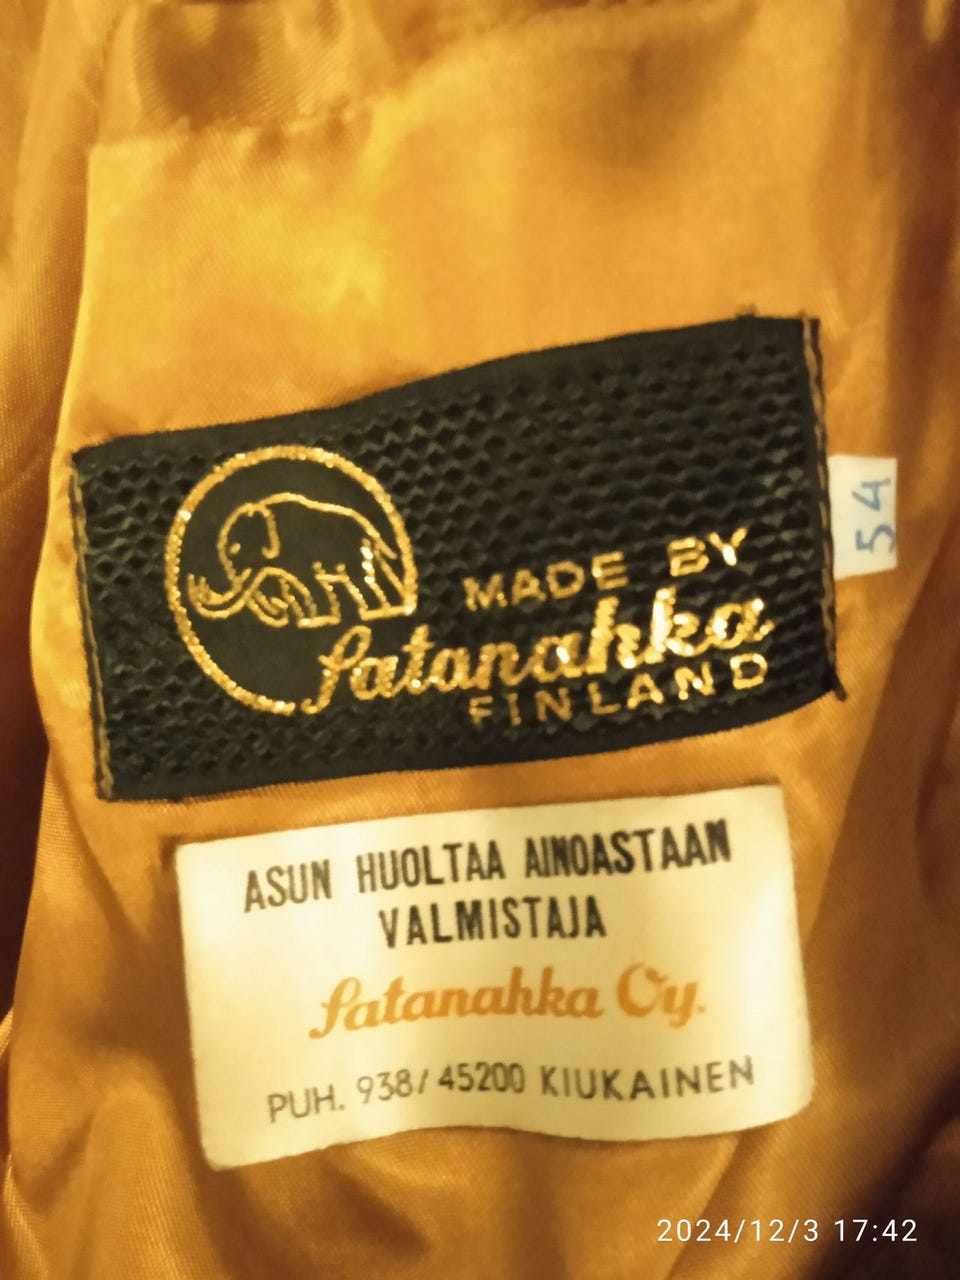 MADE BY
Satanahka
FINLAND
54
ASUN HUOLTAA AINOASTAAN
VALMISTAJA
Satanahka Oy.
PUH. 938/45200 KIUKAINEN
2024/12/3 17:42